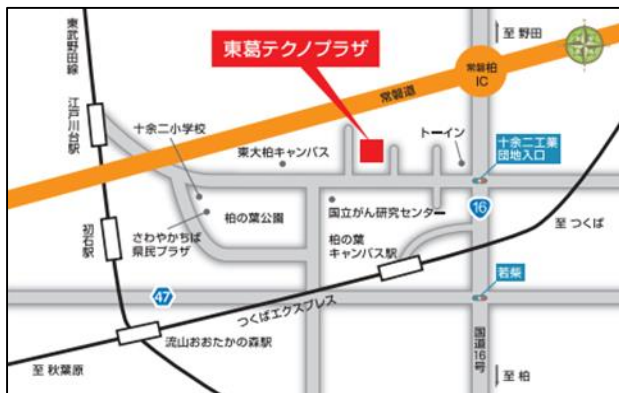 東武野田線
江戸川台駅
初石駅
東葛テクノプラザ
至 野田
常磐柏
IC
常磐道
十余二小学校
東大柏キャンパス
トーイン
十余二工業
団地入口
16
さわやかちば
県民プラザ
柏の葉公園
国立がん研究センター
柏の葉
キャンパス駅
至 つくば
47
つくばエクスプレス
若柴
流山おおたかの森駅
国道16号
至 秋葉原
至 柏